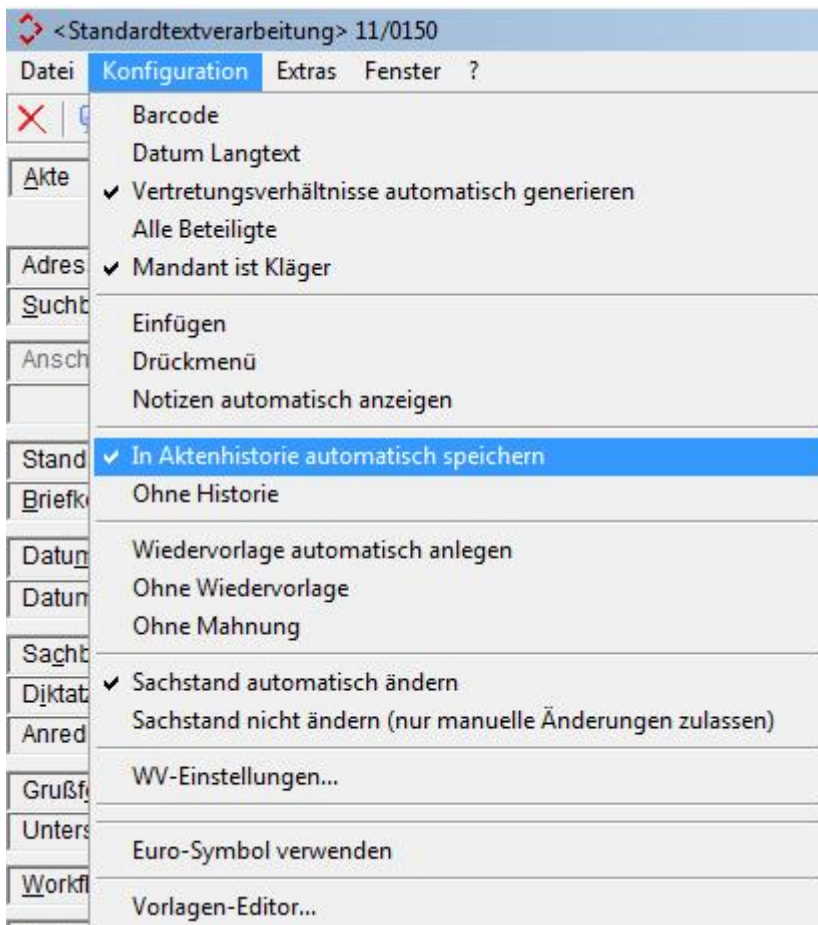 <Standardtextverarbeitung> 11/0150
Datei Konfiguration Extras Fenster ?
Barcode
Datum Langtext
Akte
Vertretungsverhältnisse automatisch generieren
Alle Beteiligte
Adres
Mandant ist Kläger
Suchb
Einfügen
Ansch
Drückmenü
Notizen automatisch anzeigen
Stand
In Aktenhistorie automatisch speichern
Briefk
Ohne Historie
Datum
Wiedervorlage automatisch anlegen
Datum
Ohne Wiedervorlage
Ohne Mahnung
Sachb
Sachstand automatisch ändern
Diktatz
Sachstand nicht ändern (nur manuelle Änderungen zulassen)
Anred
WV-Einstellungen...
Grußf
Unters
Euro-Symbol verwenden
Workfl
Vorlagen-Editor...